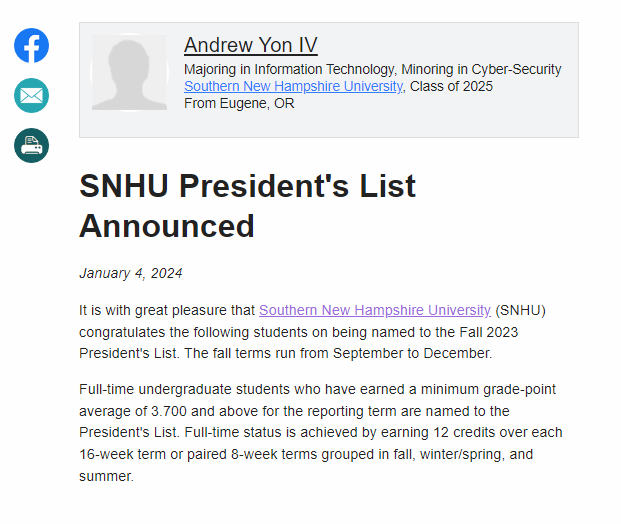 Andrew Yon IV
Majoring in Information Technology, Minoring in Cyber-Security
Southern New Hampshire University, Class of 2025
From Eugene, OR
SNHU President's List
Announced
January 4, 2024
It is with great pleasure that Southern New Hampshire University (SNHU)
congratulates the following students on being named to the Fall 2023
President's List. The fall terms run from September to December.
Full-time undergraduate students who have earned a minimum grade-point
average of 3.700 and above for the reporting term are named to the
President's List. Full-time status is achieved by earning 12 credits over each
16-week term or paired 8-week terms grouped in fall, winter/spring, and
summer.